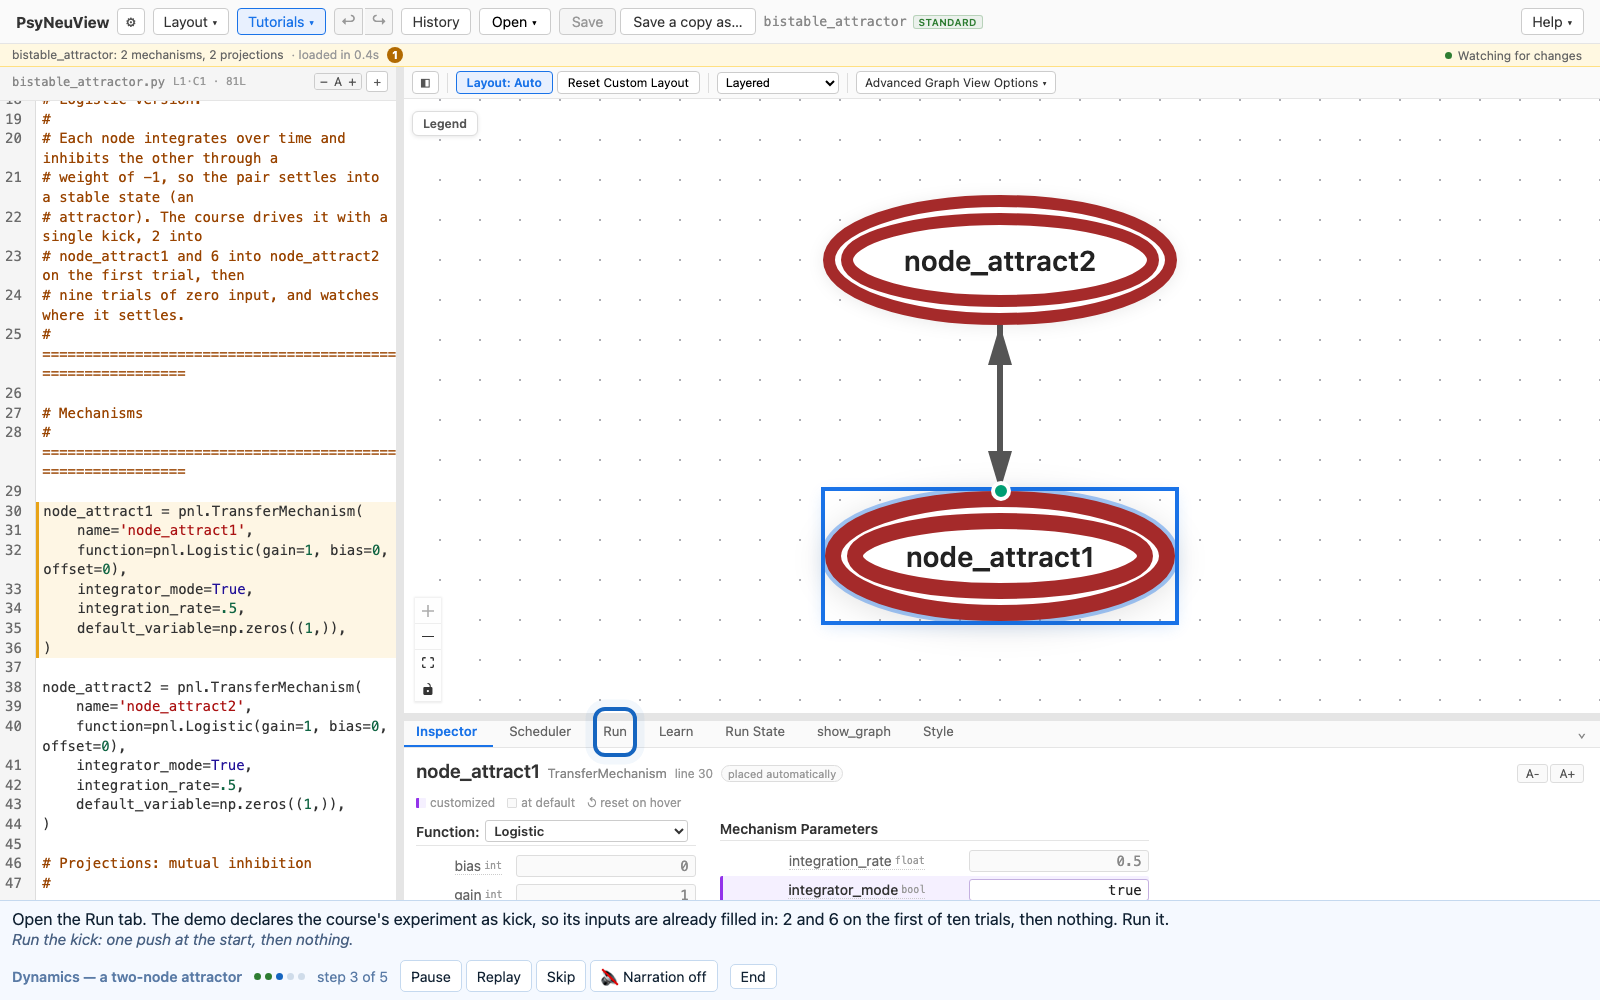 PsyNeuView
Layout ▾
Tutorials ▾
History
Open ▾
Save
Save a copy as...
bistable_attractor STANDARD
Help ▾
bistable_attractor: 2 mechanisms, 2 projections · loaded in 0.4s 1
Watching for changes
bistable_attractor.py L1:C1 · 81L
− A +
+
Layout: Auto
Reset Custom Layout
Layered
Advanced Graph View Options ▾
Legend
18 # Logistic version.
19 #
20 # Each node integrates over time and
inhibits the other through a
21 # weight of −1, so the pair settles into
a stable state (an
22 # attractor). The course drives it with a
single kick, 2 into
23 # node_attract1 and 6 into node_attract2
on the first trial, then
24 # nine trials of zero input, and watches
where it settles.
25 #
===========================================
=================
26
27 # Mechanisms
28 #
===========================================
=================
29
30 node_attract1 = pnl.TransferMechanism(
31     name='node_attract1',
32     function=pnl.Logistic(gain=1, bias=0,
offset=0),
33     integrator_mode=True,
34     integration_rate=.5,
35     default_variable=np.zeros((1,)),
36 )
37
38 node_attract2 = pnl.TransferMechanism(
39     name='node_attract2',
40     function=pnl.Logistic(gain=1, bias=0,
offset=0),
41     integrator_mode=True,
42     integration_rate=.5,
43     default_variable=np.zeros((1,)),
44 )
45
46 # Projections: mutual inhibition
47 #
node_attract2
node_attract1
Inspector
Scheduler
Run
Learn
Run State
show_graph
Style
node_attract1 TransferMechanism line 30 placed automatically
A-
A+
customized at default ↺ reset on hover
Function: Logistic
bias int 0
gain int 1
Mechanism Parameters
integration_rate float 0.5
integrator_mode bool true
Open the Run tab. The demo declares the course's experiment as kick, so its inputs are already filled in: 2 and 6 on the first of ten trials, then nothing. Run it.
Run the kick: one push at the start, then nothing.
Dynamics — a two-node attractor
step 3 of 5
Pause
Replay
Skip
Narration off
End